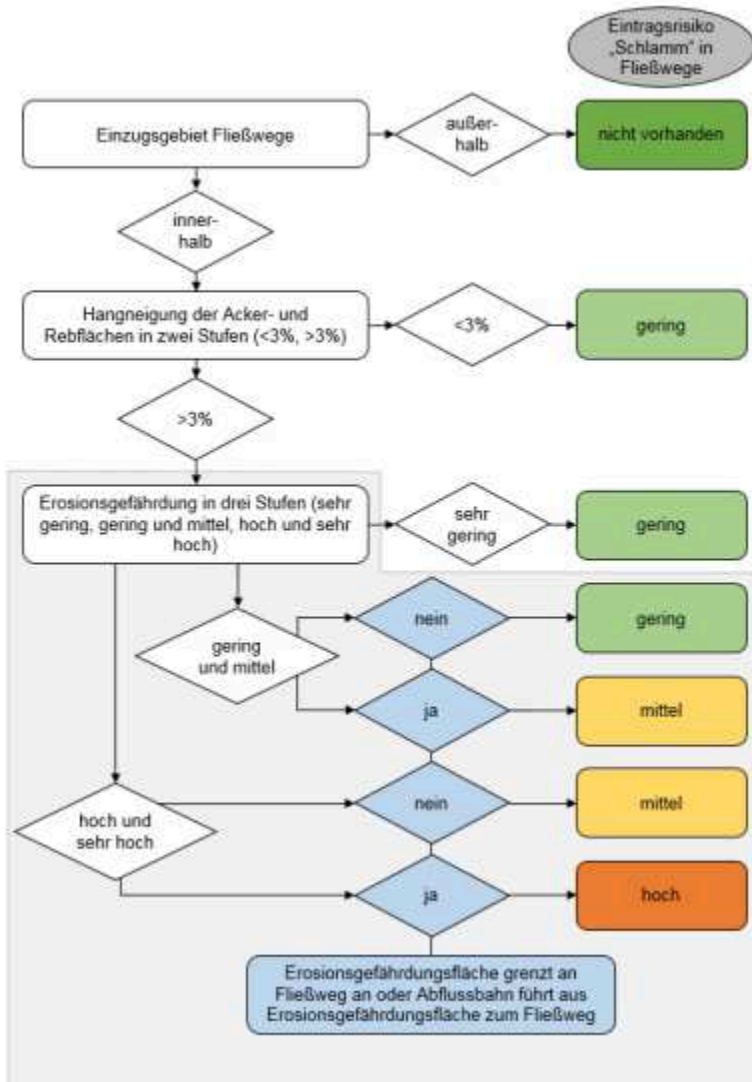 Eintragsrisiko
„Schlamm“ in
Fließwege
Einzugsgebiet Fließwege
außer-
halb
nicht vorhanden
inner-
halb
Hangneigung der Acker- und
Rebflächen in zwei Stufen (<3%, >3%)
<3%
gering
>3%
Erosionsgefährdung in drei Stufen (sehr
gering, gering und mittel, hoch und sehr
hoch)
sehr
gering
gering
gering
und mittel
nein
gering
ja
mittel
hoch und
sehr hoch
nein
mittel
ja
hoch
Erosionsgefährdungsfläche grenzt an
Fließweg an oder Abflussbahn führt aus
Erosionsgefährdungsfläche zum Fließweg